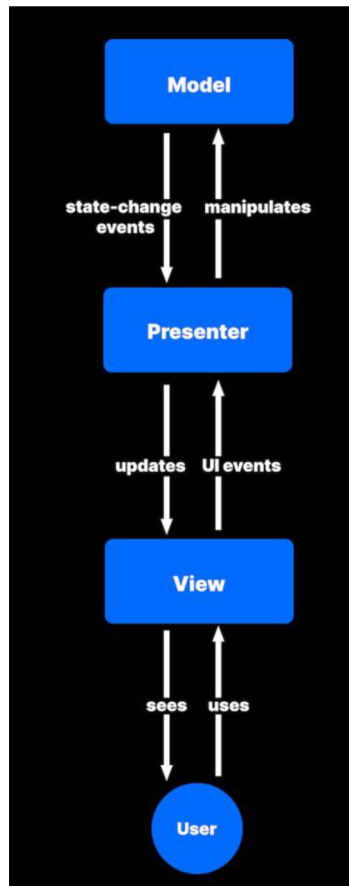 Model
state-change
events
manipulates
Presenter
updates
UI events
View
sees
uses
User